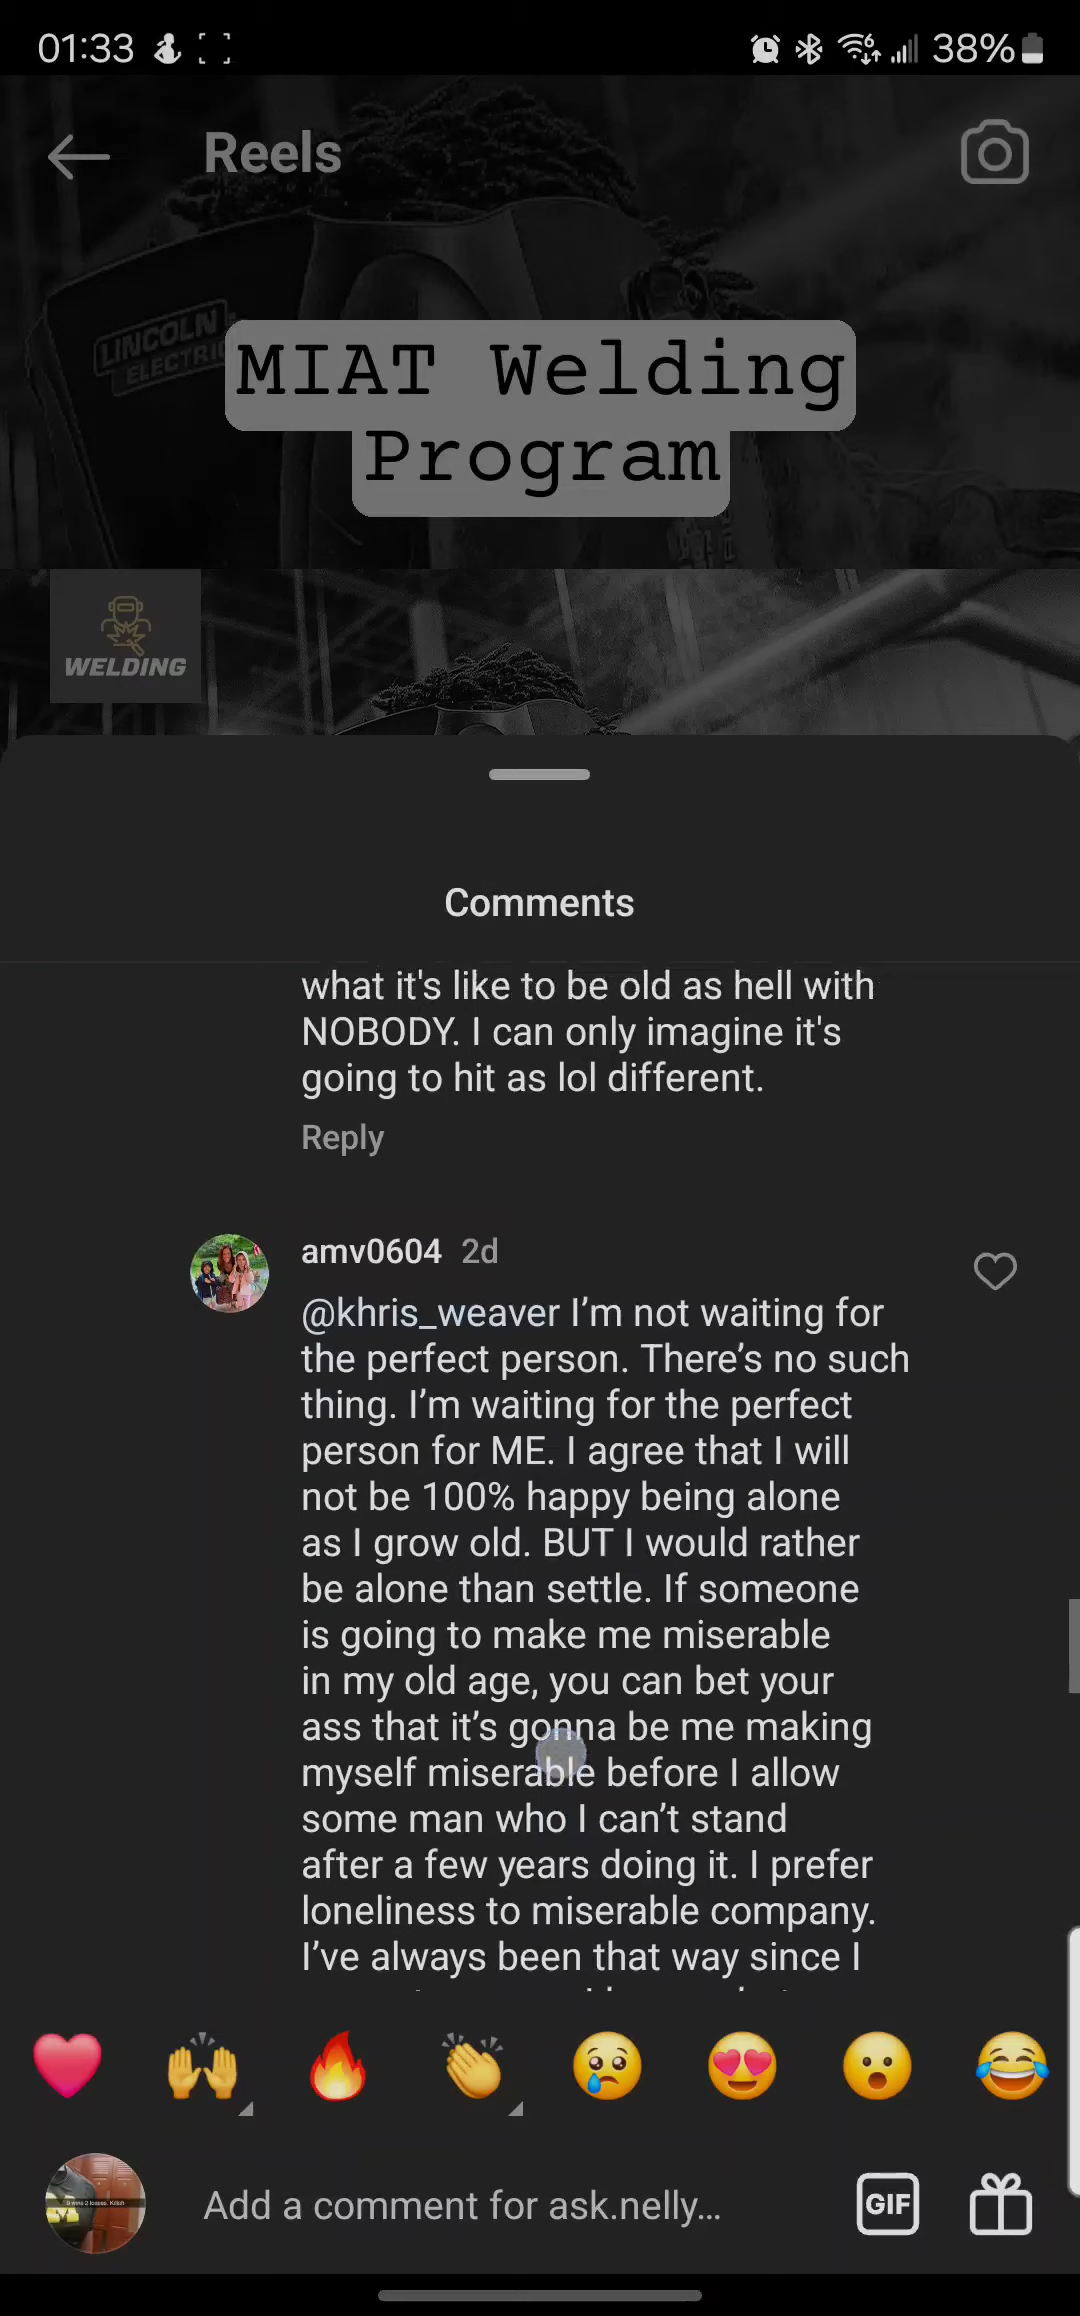 01:33
38%
Reels
LINCOLN
ELECTRIC
MIAT Welding
Program
WELDING
Comments
what it's like to be old as hell with
NOBODY. I can only imagine it's
going to hit as lol different.
Reply
amv0604 2d
@khris_weaver I’m not waiting for
the perfect person. There’s no such
thing. I’m waiting for the perfect
person for ME. I agree that I will
not be 100% happy being alone
as I grow old. BUT I would rather
be alone than settle. If someone
is going to make me miserable
in my old age, you can bet your
ass that it’s gonna be me making
myself miserable before I allow
some man who I can’t stand
after a few years doing it. I prefer
loneliness to miserable company.
I’ve always been that way since I
Add a comment for ask.nelly...
GIF